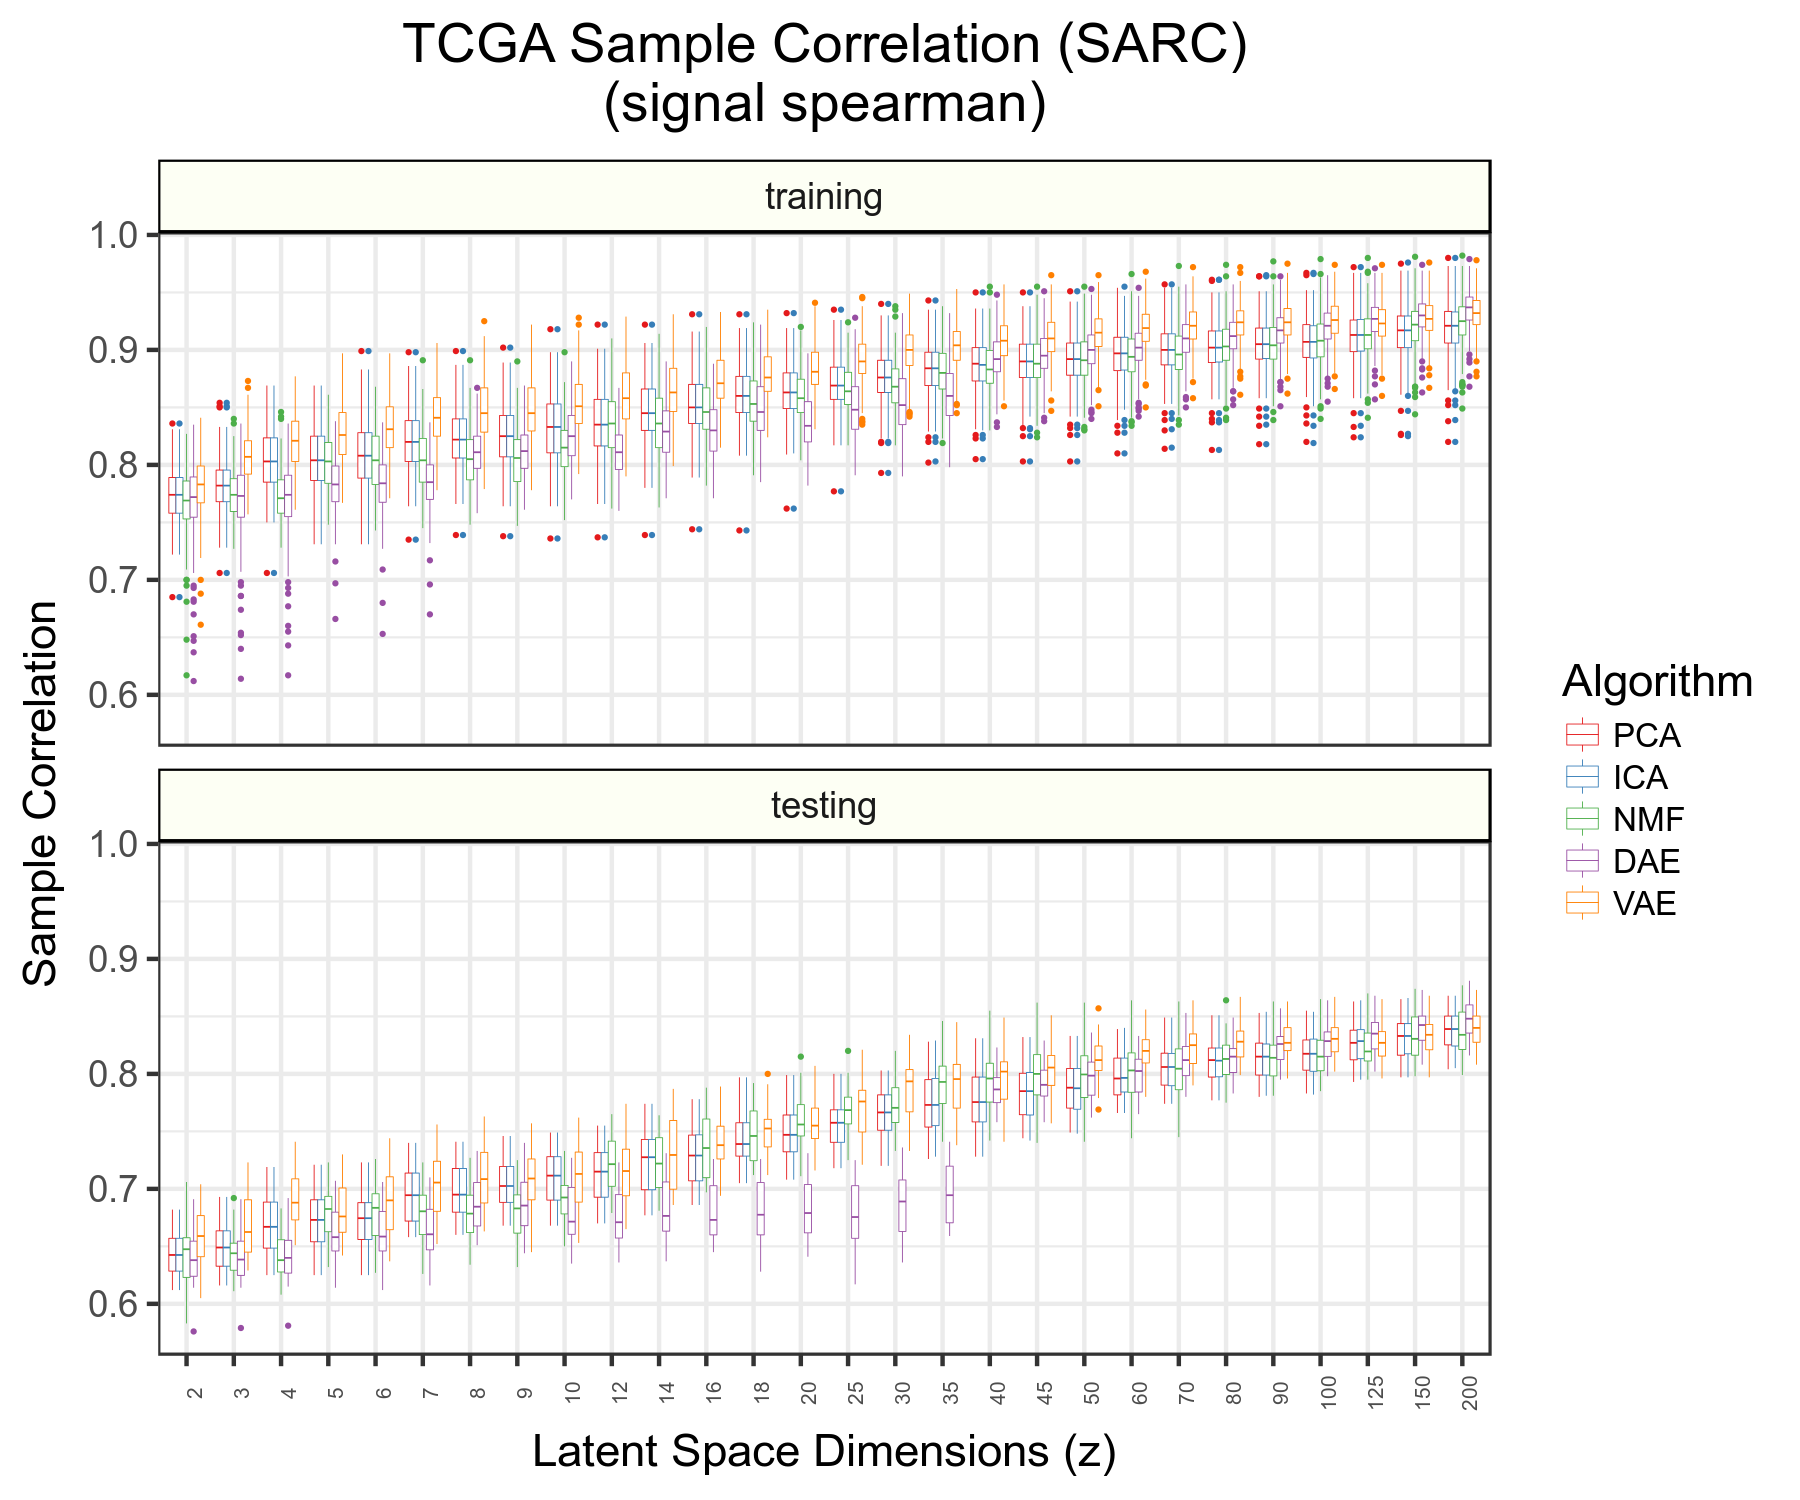 TCGA Sample Correlation (SARC)
(signal spearman)
training
1.0
0.9
0.8
0.7
0.6
testing
1.0
0.9
0.8
0.7
0.6
Sample Correlation
2 3 4 5 6 7 8 9 10 12 14 16 18 20 25 30 35 40 45 50 60 70 80 90 100 125 150 200
Latent Space Dimensions (z)
Algorithm
PCA
ICA
NMF
DAE
VAE